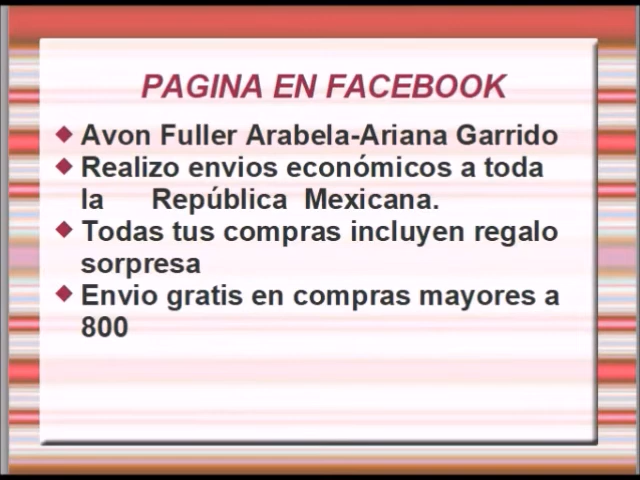 PAGINA EN FACEBOOK
Avon Fuller Arabela-Ariana Garrido
Realizo envios económicos a toda
la República Mexicana.
Todas tus compras incluyen regalo
sorpresa
Envio gratis en compras mayores a
800